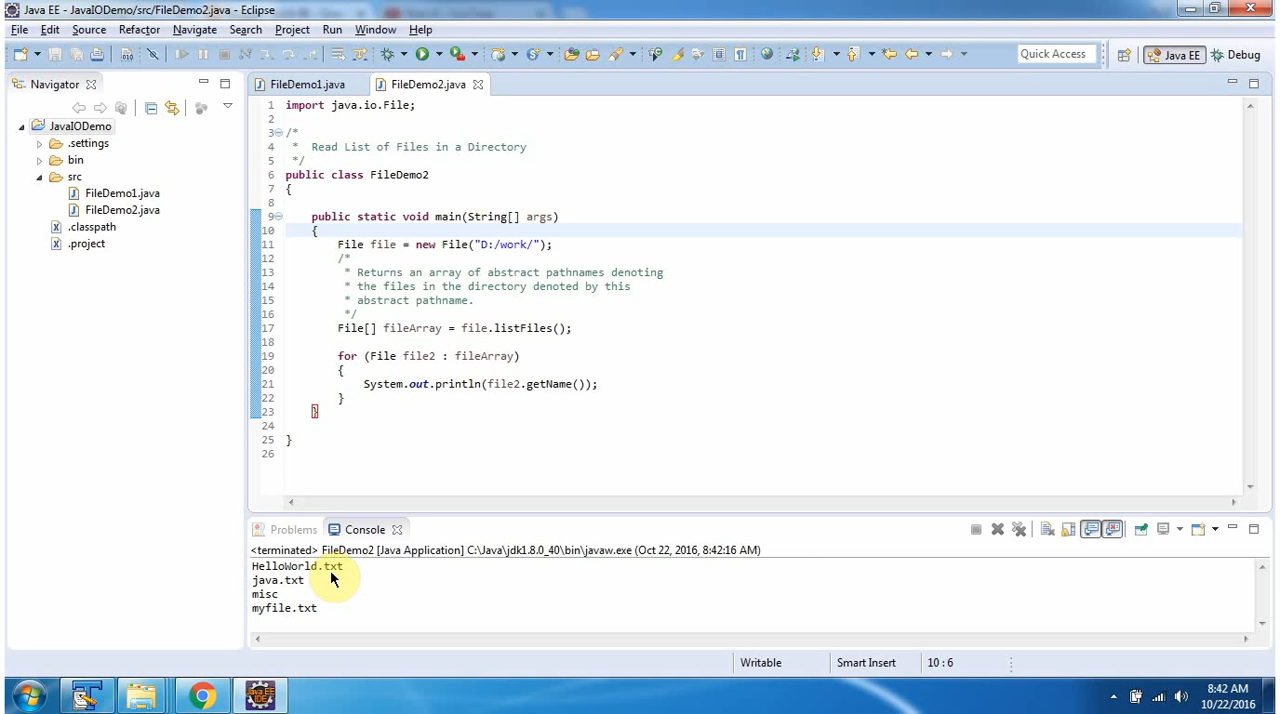 Java EE - JavaIODemo/src/FileDemo2.java - Eclipse
File Edit Source Refactor Navigate Search Project Run Window Help
Quick Access
Java EE
Debug
Navigator
FileDemo1.java
FileDemo2.java
JavaIODemo
.settings
bin
src
FileDemo1.java
FileDemo2.java
.classpath
.project
1 import java.io.File;
2
3 /*
4 * Read List of Files in a Directory
5 */
6 public class FileDemo2
7 {
8
9 public static void main(String[] args)
10 {
11 File file = new File("D:/work/");
12 /*
13 * Returns an array of abstract pathnames denoting
14 * the files in the directory denoted by this
15 * abstract pathname.
16 */
17 File[] fileArray = file.listFiles();
18
19 for (File file2 : fileArray)
20 {
21 System.out.println(file2.getName());
22 }
23 }
24
25 }
26
Problems Console
<terminated> FileDemo2 [Java Application] C:\Java\jdk1.8.0_40\bin\javaw.exe (Oct 22, 2016, 8:42:16 AM)
HelloWorld.txt
java.txt
misc
myfile.txt
Writable Smart Insert 10 : 6
Java EE
IDE
8:42 AM
10/22/2016